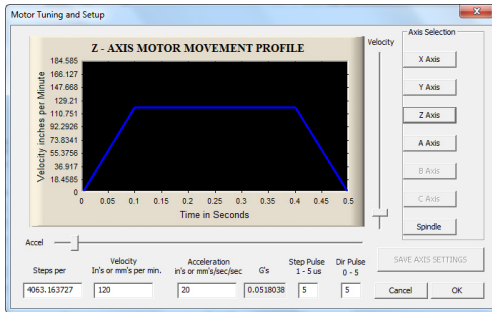 Motor Tuning and Setup
Z - AXIS MOTOR MOVEMENT PROFILE
Velocity
Axis Selection
Velocity inches per Minute
184.585
166.127
147.668
129.21
110.751
92.2926
73.8341
55.3756
36.917
18.4585
0
0 0.05 0.1 0.15 0.2 0.25 0.3 0.35 0.4 0.45 0.5
Time in Seconds
X Axis
Y Axis
Z Axis
A Axis
B Axis
C Axis
Spindle
Accel
Steps per
Velocity
In's or mm's per min.
Acceleration
in's or mm's/sec/sec
G's
Step Pulse
1 - 5 us
Dir Pulse
0 - 5
SAVE AXIS SETTINGS
4063.163727
120
20
0.0518038
5
5
Cancel
OK